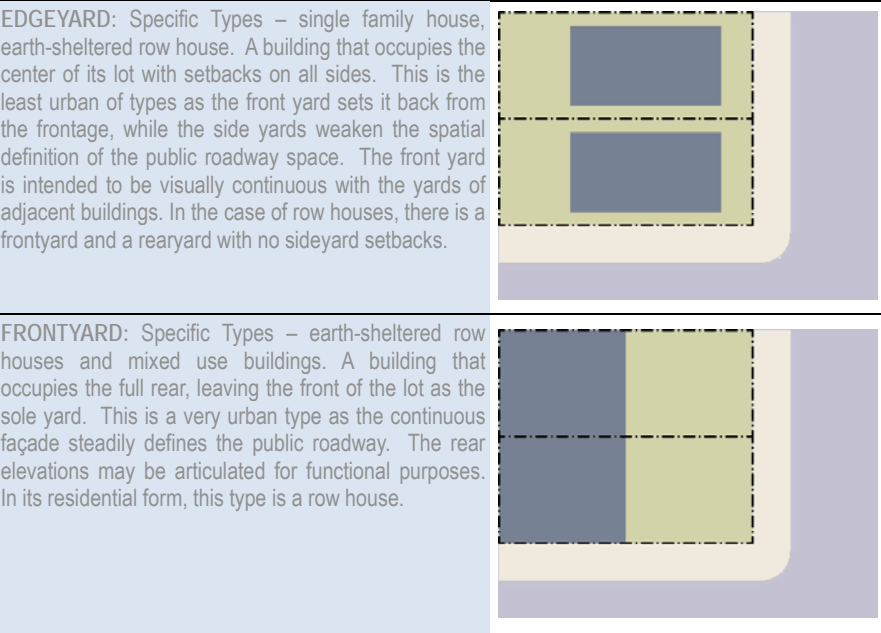 EDGEYARD: Specific Types – single family house,
earth-sheltered row house. A building that occupies the
center of its lot with setbacks on all sides. This is the
least urban of types as the front yard sets it back from
the frontage, while the side yards weaken the spatial
definition of the public roadway space. The front yard
is intended to be visually continuous with the yards of
adjacent buildings. In the case of row houses, there is a
frontyard and a rearyard with no sideyard setbacks.
FRONTYARD: Specific Types – earth-sheltered row
houses and mixed use buildings. A building that
occupies the full rear, leaving the front of the lot as the
sole yard. This is a very urban type as the continuous
façade steadily defines the public roadway. The rear
elevations may be articulated for functional purposes.
In its residential form, this type is a row house.